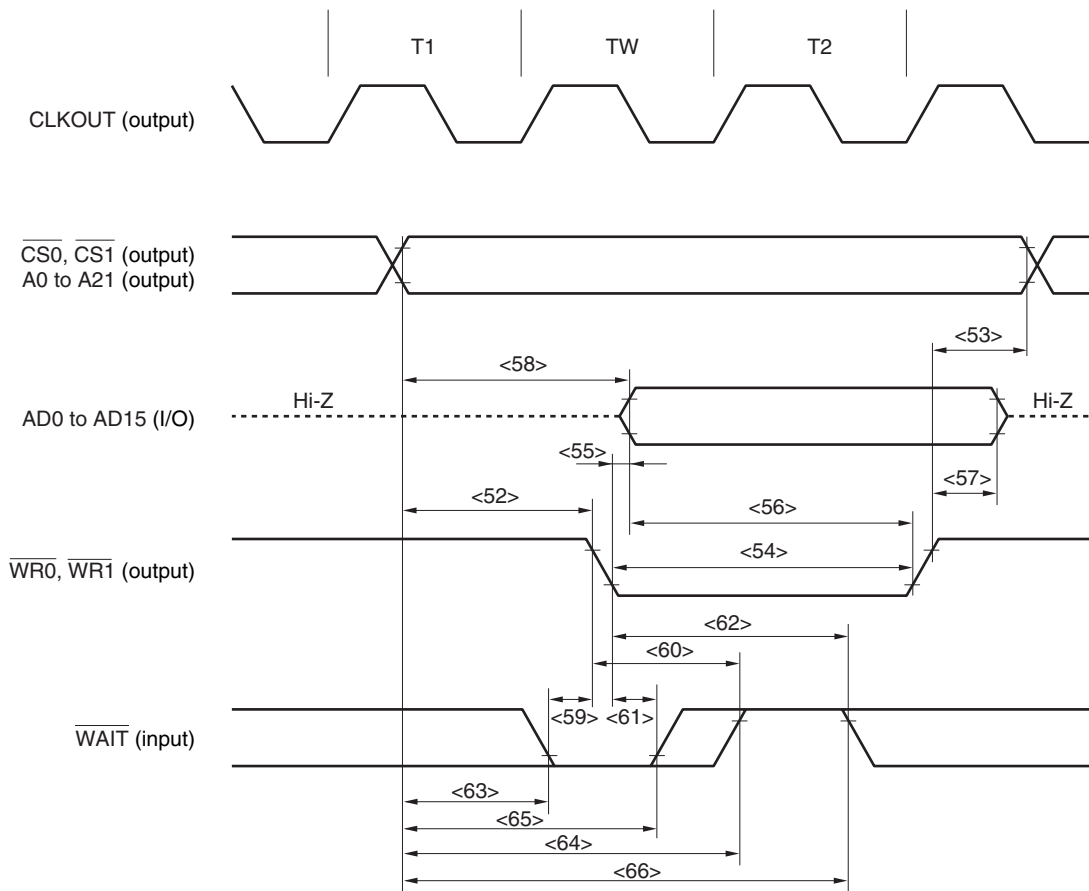 T1 TW T2
CLKOUT (output)
CS0, CS1 (output)
A0 to A21 (output)
<53>
<58>
Hi-Z Hi-Z
AD0 to AD15 (I/O)
<55> <57>
<52> <56>
<54>
WR0, WR1 (output)
<62>
<60>
<59> <61>
WAIT (input)
<63>
<65>
<64>
<66>